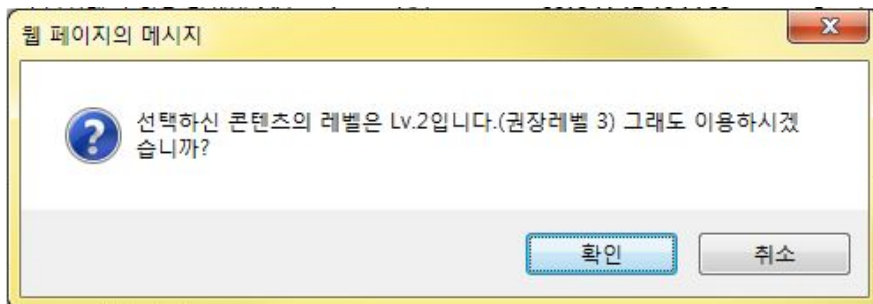 웹 페이지의 메시지
선택하신 콘텐츠의 레벨은 Lv.2입니다.(권장레벨 3) 그래도 이용하시겠
습니까?
확인
취소